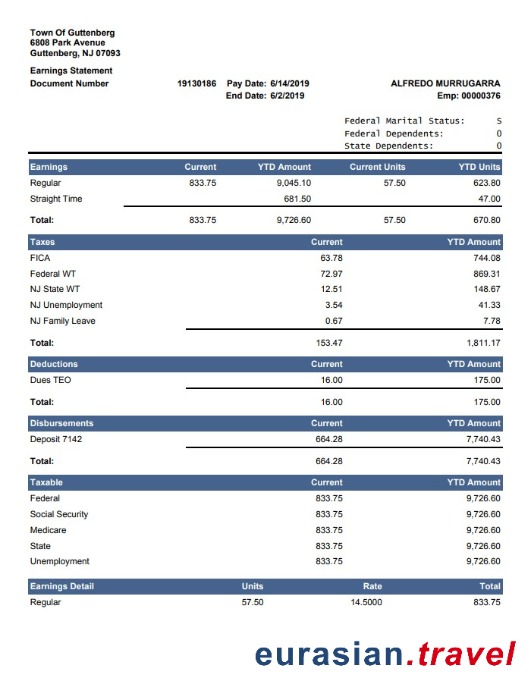 Town Of Guttenberg
6808 Park Avenue
Guttenberg, NJ 07093
Earnings Statement
Document Number 19130186 Pay Date: 6/14/2019 ALFREDO MURRUGARRA
End Date: 6/2/2019 Emp: 00000376
Federal Marital Status: S
Federal Dependents: 0
State Dependents: 0
Earnings Current YTD Amount Current Units YTD Units
Regular 833.75 9,045.10 57.50 623.80
Straight Time 681.50 47.00
Total: 833.75 9,726.60 57.50 670.80
Taxes Current YTD Amount
FICA 63.78 744.08
Federal WT 72.97 869.31
NJ State WT 12.51 148.67
NJ Unemployment 3.54 41.33
NJ Family Leave 0.67 7.78
Total: 153.47 1,811.17
Deductions Current YTD Amount
Dues TEO 16.00 175.00
Total: 16.00 175.00
Disbursements Current YTD Amount
Deposit 7142 664.28 7,740.43
Total: 664.28 7,740.43
Taxable Current YTD Amount
Federal 833.75 9,726.60
Social Security 833.75 9,726.60
Medicare 833.75 9,726.60
State 833.75 9,726.60
Unemployment 833.75 9,726.60
Earnings Detail Units Rate Total
Regular 57.50 14.5000 833.75
eurasian.travel